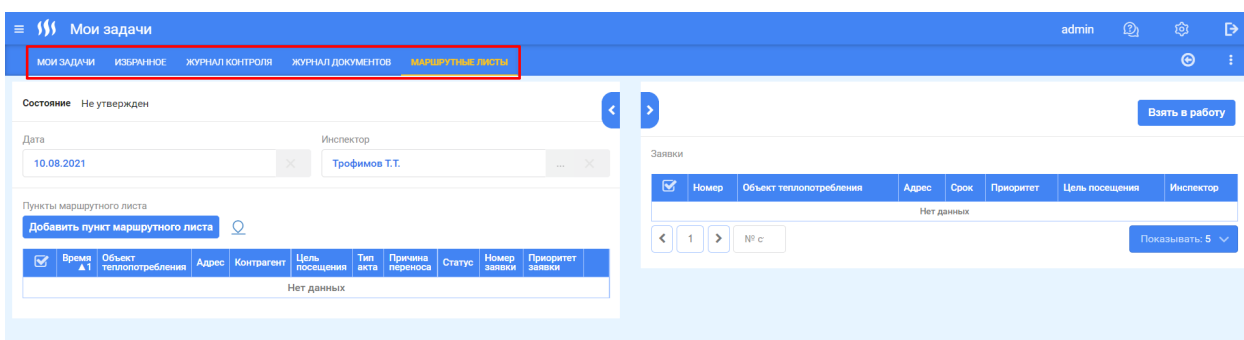 Мои задачи admin
МОИ ЗАДАЧИ ИЗБРАННОЕ ЖУРНАЛ КОНТРОЛЯ ЖУРНАЛ ДОКУМЕНТОВ МАРШРУТНЫЕ ЛИСТЫ
Состояние Не утвержден
Взять в работу
Дата Инспектор
10.08.2021 Трофимов Т.Т. ...
Заявки
Номер Объект теплопотребления Адрес Срок Приоритет Цель посещения Инспектор
Нет данных
1 № с Показывать: 5
Пункты маршрутного листа
Добавить пункт маршрутного листа
Время ▲1 Объект теплопотребления Адрес Контрагент Цель посещения Тип акта Причина переноса Статус Номер заявки Приоритет заявки
Нет данных